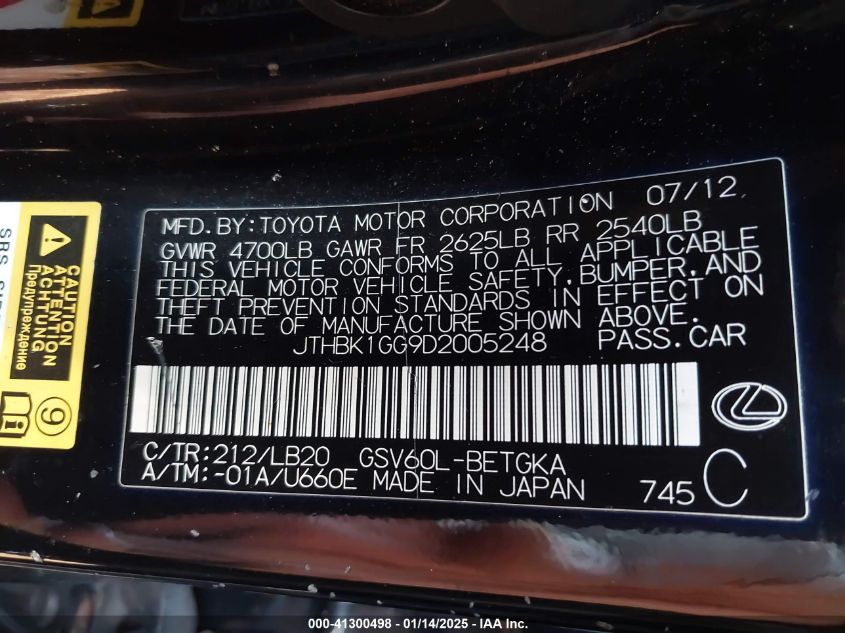 MFD.BY:TOYOTA MOTOR CORPORATION 07/12
GVWR 4700LB GAWR FR 2625LB RR 2540LB
THIS VEHICLE CONFORMS TO ALL APPLICABLE
FEDERAL MOTOR VEHICLE SAFETY,BUMPER,AND
THEFT PREVENTION STANDARDS IN EFFECT ON
THE DATE OF MANUFACTURE SHOWN ABOVE.
JTHBK1GG9D2005248 PASS.CAR
C/TR:212/LB20 GSV60L-BETGKA
A/TM:-01A/U660E MADE IN JAPAN 745 C
CAUTION
ATTENTION
ACHTUNG
Предупреждение
9
SRS
000-41300498 - 01/14/2025 - IAA Inc.